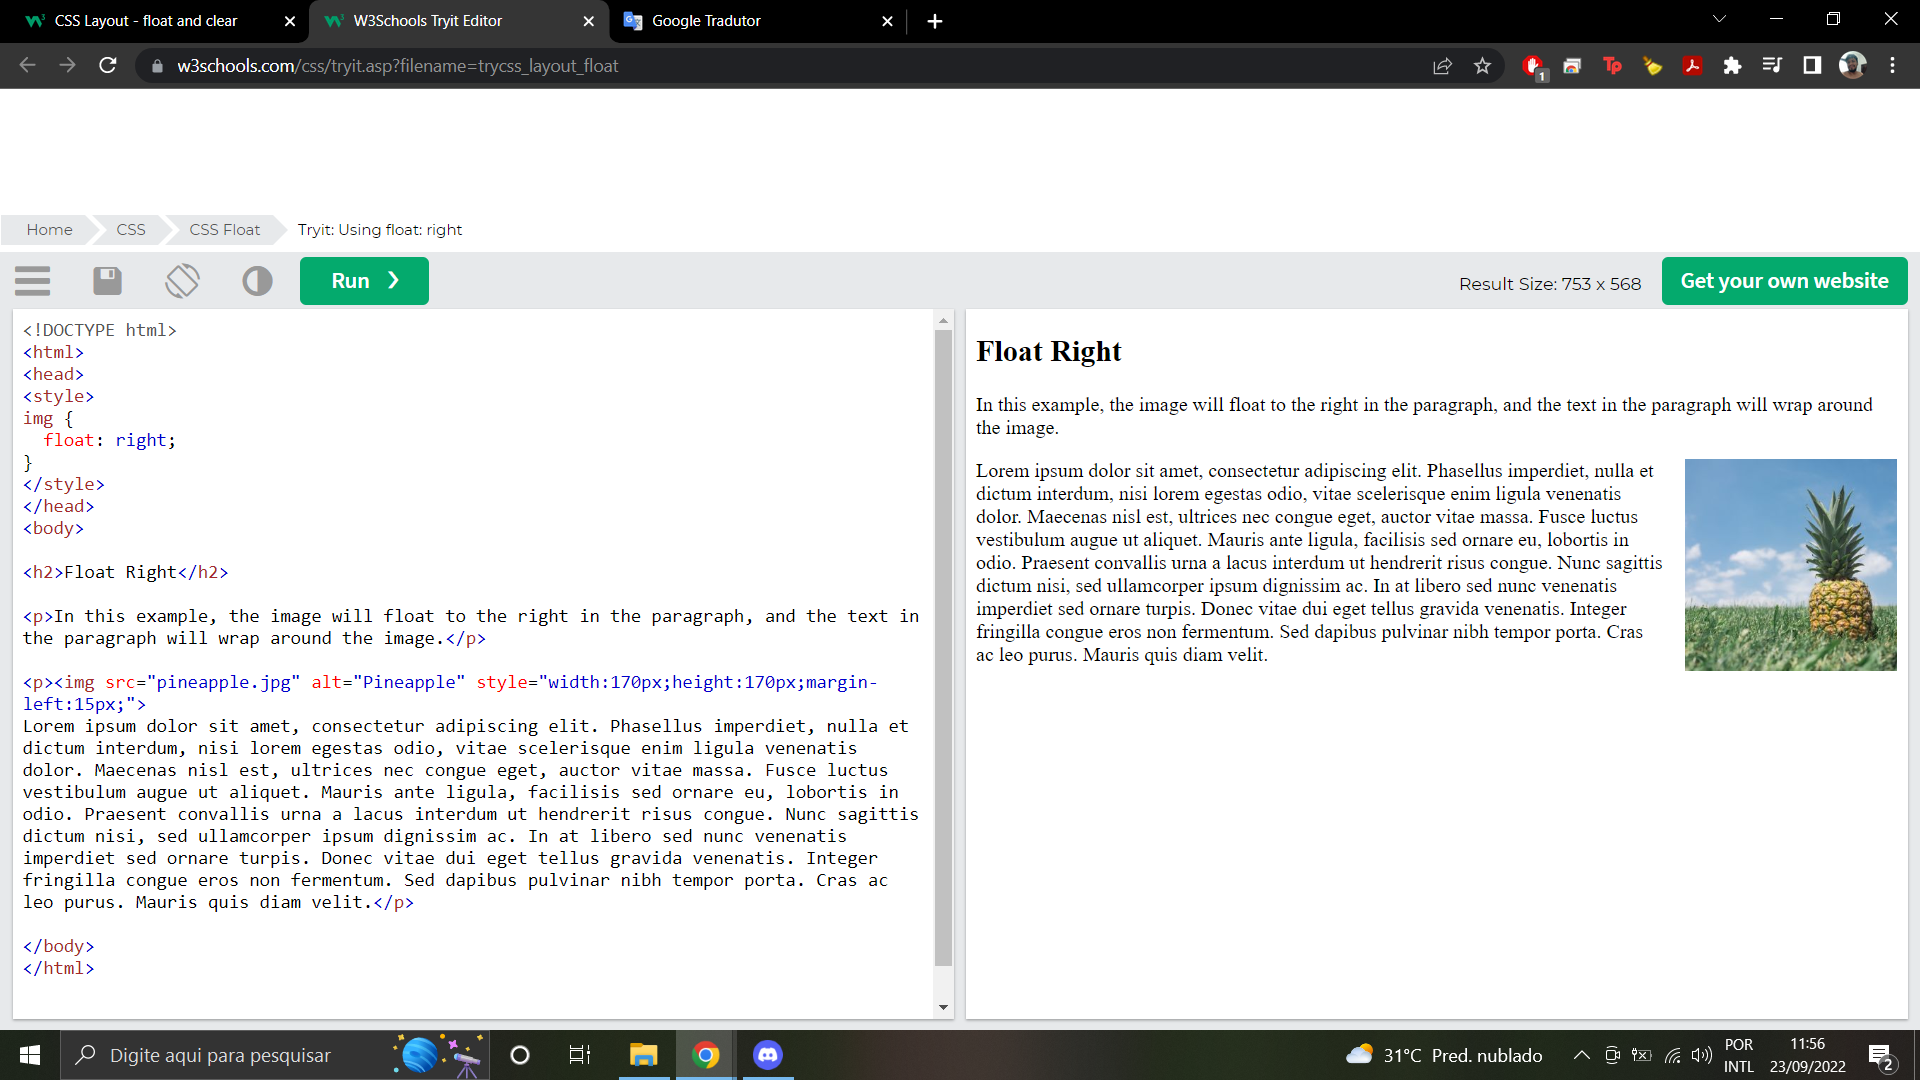 CSS Layout - float and clear
W3Schools Tryit Editor
Google Tradutor
w3schools.com/css/tryit.asp?filename=trycss_layout_float
1
Home
CSS
CSS Float
Tryit: Using float: right
Run ❯
Result Size: 753 x 568
Get your own website
<!DOCTYPE html>
<html>
<head>
<style>
img {
  float: right;
}
</style>
</head>
<body>
<h2>Float Right</h2>
<p>In this example, the image will float to the right in the paragraph, and the text in
the paragraph will wrap around the image.</p>
<p><img src="pineapple.jpg" alt="Pineapple" style="width:170px;height:170px;margin-
left:15px;">
Lorem ipsum dolor sit amet, consectetur adipiscing elit. Phasellus imperdiet, nulla et
dictum interdum, nisi lorem egestas odio, vitae scelerisque enim ligula venenatis
dolor. Maecenas nisl est, ultrices nec congue eget, auctor vitae massa. Fusce luctus
vestibulum augue ut aliquet. Mauris ante ligula, facilisis sed ornare eu, lobortis in
odio. Praesent convallis urna a lacus interdum ut hendrerit risus congue. Nunc sagittis
dictum nisi, sed ullamcorper ipsum dignissim ac. In at libero sed nunc venenatis
imperdiet sed ornare turpis. Donec vitae dui eget tellus gravida venenatis. Integer
fringilla congue eros non fermentum. Sed dapibus pulvinar nibh tempor porta. Cras ac
leo purus. Mauris quis diam velit.</p>
</body>
</html>
Float Right
In this example, the image will float to the right in the paragraph, and the text in the paragraph will wrap around
the image.
Lorem ipsum dolor sit amet, consectetur adipiscing elit. Phasellus imperdiet, nulla et
dictum interdum, nisi lorem egestas odio, vitae scelerisque enim ligula venenatis
dolor. Maecenas nisl est, ultrices nec congue eget, auctor vitae massa. Fusce luctus
vestibulum augue ut aliquet. Mauris ante ligula, facilisis sed ornare eu, lobortis in
odio. Praesent convallis urna a lacus interdum ut hendrerit risus congue. Nunc sagittis
dictum nisi, sed ullamcorper ipsum dignissim ac. In at libero sed nunc venenatis
imperdiet sed ornare turpis. Donec vitae dui eget tellus gravida venenatis. Integer
fringilla congue eros non fermentum. Sed dapibus pulvinar nibh tempor porta. Cras
ac leo purus. Mauris quis diam velit.
Digite aqui para pesquisar
31°C Pred. nublado
POR
INTL
11:56
23/09/2022
2